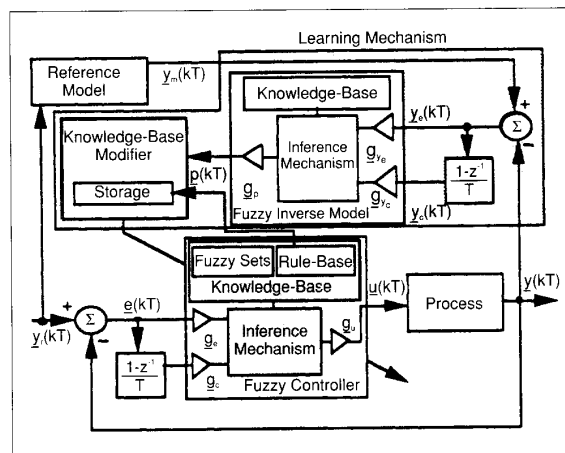 Learning Mechanism
Reference
Model
y_m(kT)
Knowledge-Base
y_e(kT)
+
Σ
−
Knowledge-Base
Modifier
Storage
Inference
Mechanism
g_ye
g_yc
1-z⁻¹
T
p(kT)
g_p
Fuzzy Inverse Model
y_c(kT)
Fuzzy Sets
Rule-Base
Knowledge-Base
u(kT)
Process
y(kT)
+
Σ
−
y_r(kT)
e(kT)
g_e
Inference
Mechanism
g_u
1-z⁻¹
T
g_c
Fuzzy Controller